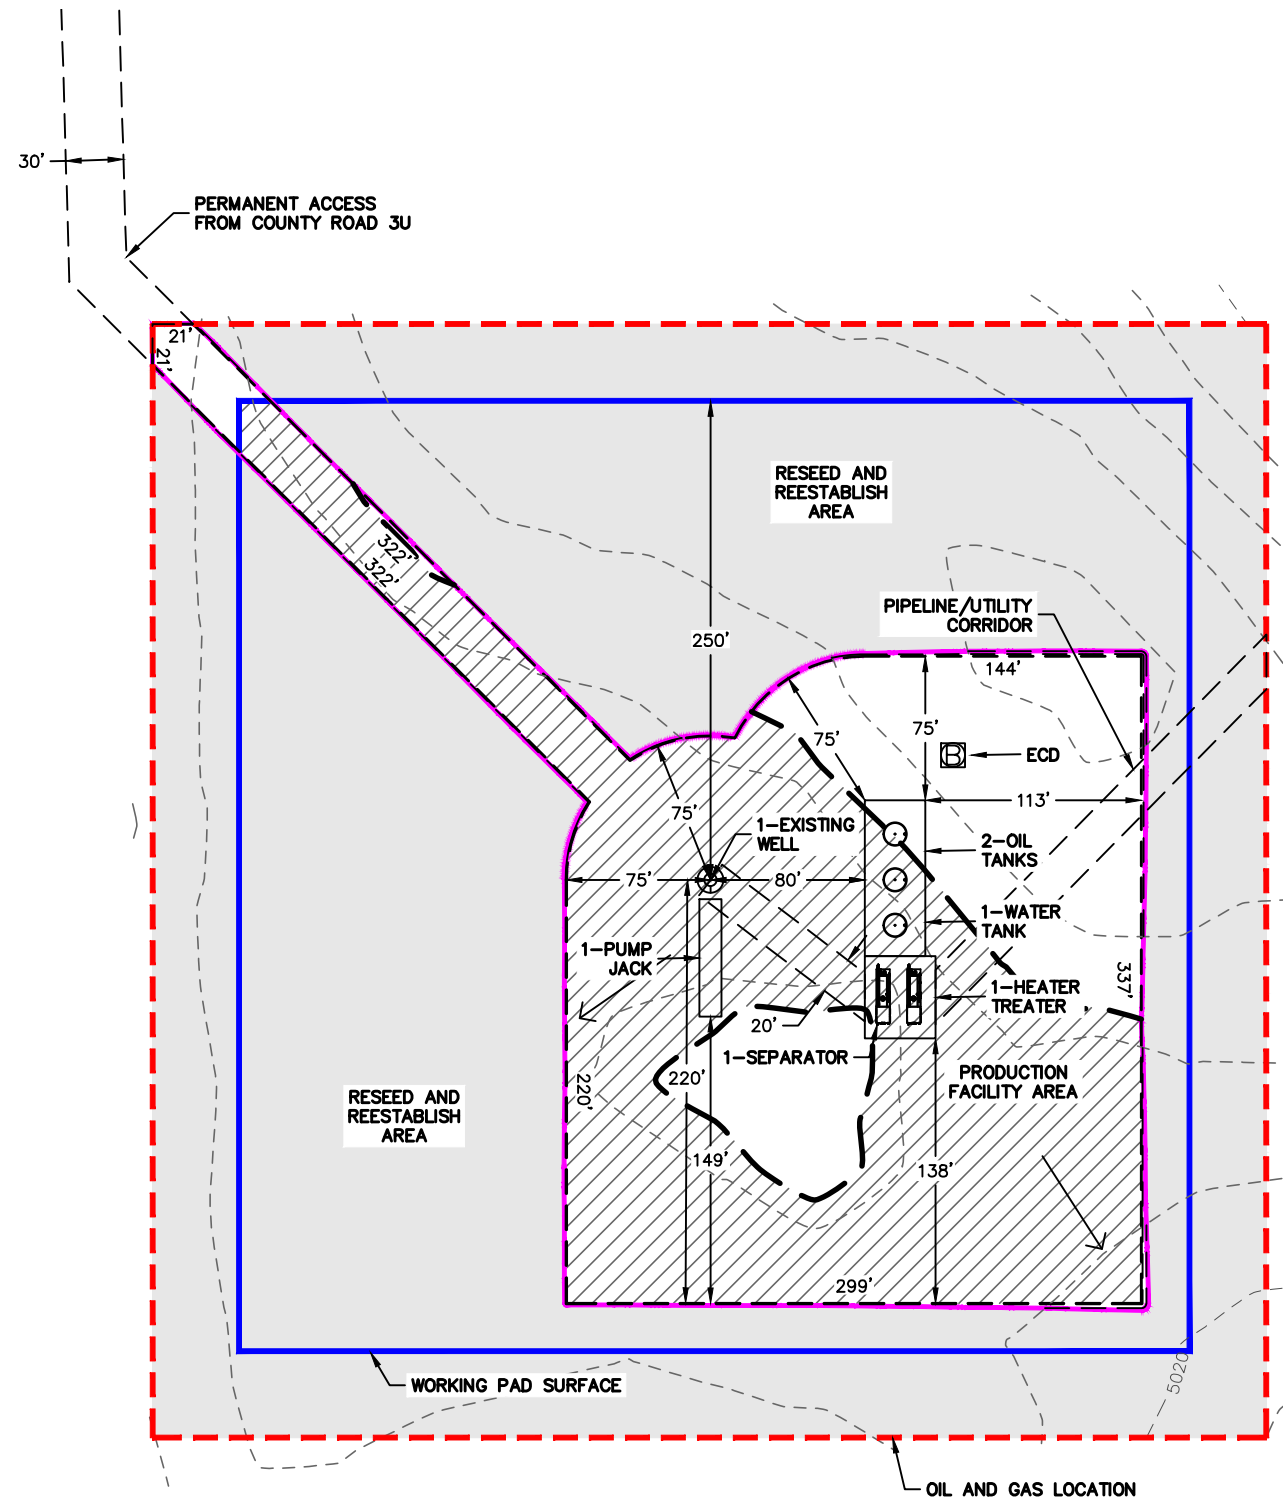 30'
PERMANENT ACCESS
FROM COUNTY ROAD 3U
21'
21'
RESEED AND
REESTABLISH
AREA
322'
322'
PIPELINE/UTILITY
CORRIDOR
250'
144'
75'
75'
B
ECD
113'
75'
1-EXISTING
WELL
2-OIL
TANKS
75'
80'
1-WATER
TANK
1-PUMP
JACK
337'
1-HEATER
TREATER
20'
1-SEPARATOR
220'
220'
PRODUCTION
FACILITY AREA
RESEED AND
REESTABLISH
AREA
149'
138'
299'
5020
WORKING PAD SURFACE
OIL AND GAS LOCATION